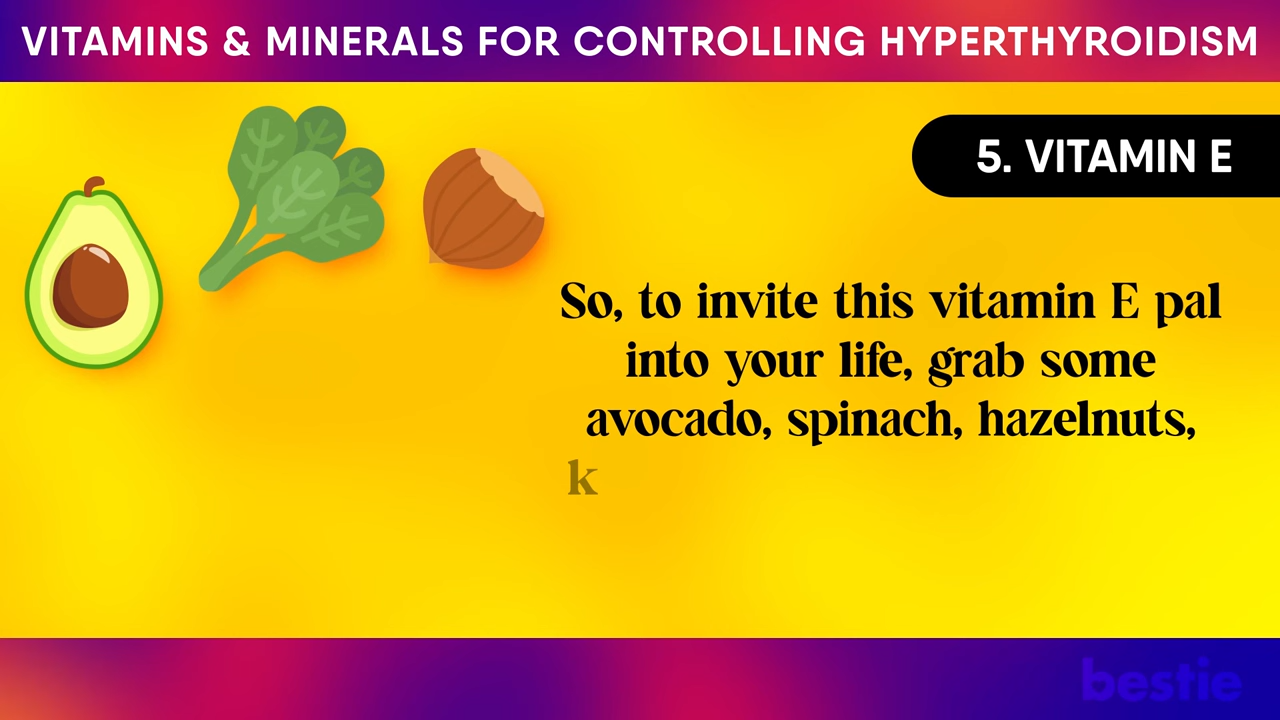 VITAMINS & MINERALS FOR CONTROLLING HYPERTHYROIDISM
5. VITAMIN E
So, to invite this vitamin E pal
into your life, grab some
avocado, spinach, hazelnuts,
k
bestie